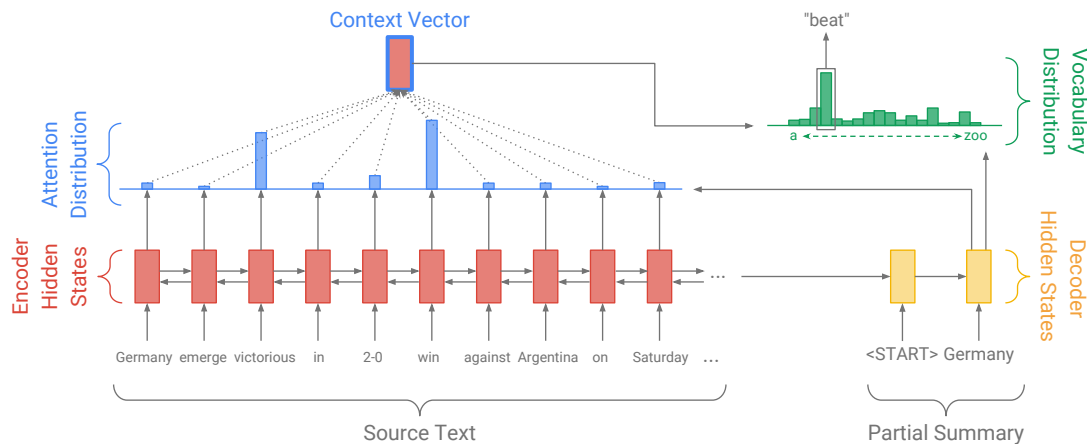 Context Vector
"beat"
Attention
Distribution
a
zoo
Vocabulary
Distribution
Encoder
Hidden
States
...
Decoder
Hidden States
Germany emerge victorious in 2-0 win against Argentina on Saturday ...
<START> Germany
Source Text
Partial Summary